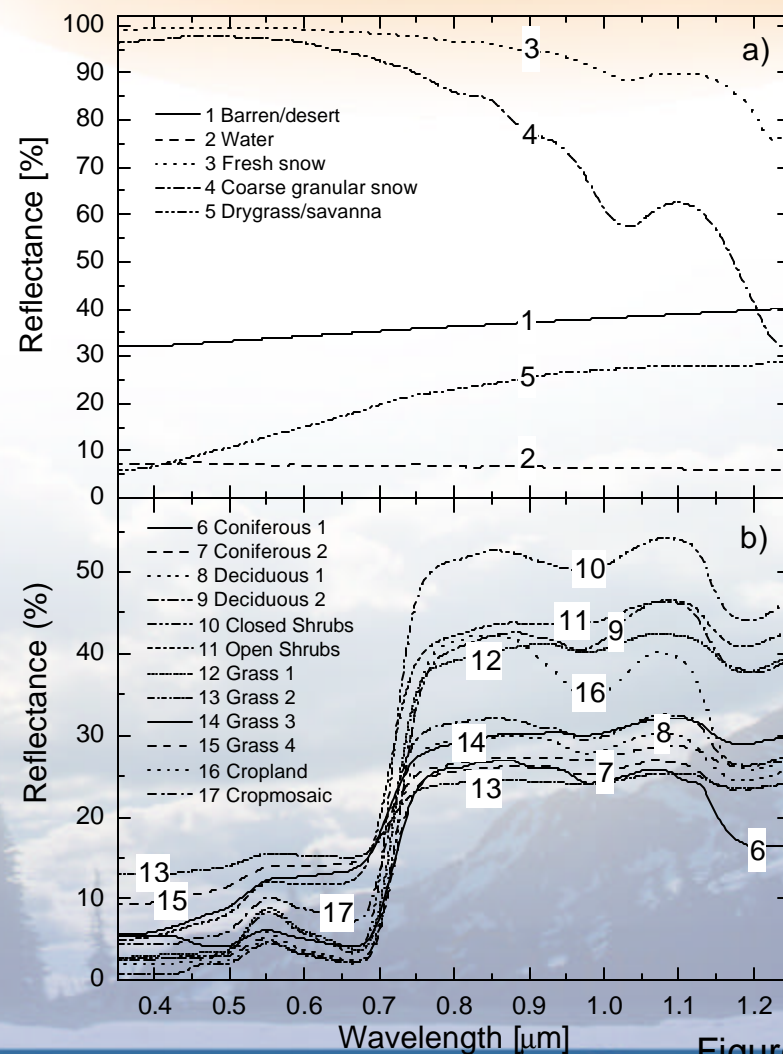 a)
Reflectance [%]
100
90
80
70
60
50
40
30
20
10
0
1 Barren/desert
2 Water
3 Fresh snow
4 Coarse granular snow
5 Drygrass/savanna
3
4
1
5
2
b)
Reflectance (%)
50
40
30
20
10
0
6 Coniferous 1
7 Coniferous 2
8 Deciduous 1
9 Deciduous 2
10 Closed Shrubs
11 Open Shrubs
12 Grass 1
13 Grass 2
14 Grass 3
15 Grass 4
16 Cropland
17 Cropmosaic
10
11
9
12
16
14
8
7
13
6
13
15
17
0.4 0.5 0.6 0.7 0.8 0.9 1.0 1.1 1.2
Wavelength [μm]
Figur